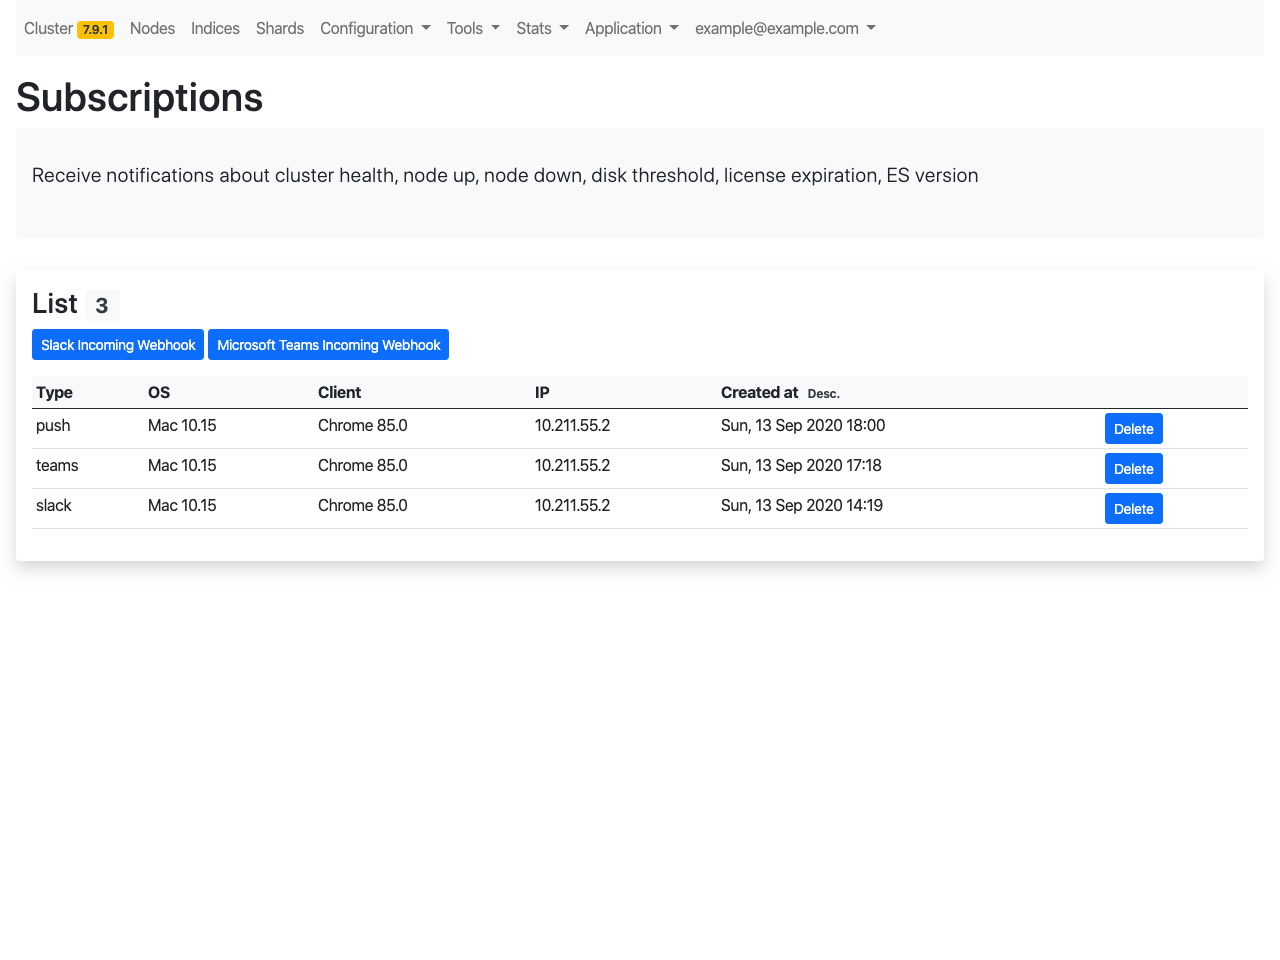 Cluster 7.9.1 Nodes Indices Shards Configuration Tools Stats Application example@example.com
Subscriptions
Receive notifications about cluster health, node up, node down, disk threshold, license expiration, ES version
List 3
Slack Incoming Webhook Microsoft Teams Incoming Webhook
Type OS Client IP Created at Desc.
push Mac 10.15 Chrome 85.0 10.211.55.2 Sun, 13 Sep 2020 18:00 Delete
teams Mac 10.15 Chrome 85.0 10.211.55.2 Sun, 13 Sep 2020 17:18 Delete
slack Mac 10.15 Chrome 85.0 10.211.55.2 Sun, 13 Sep 2020 14:19 Delete